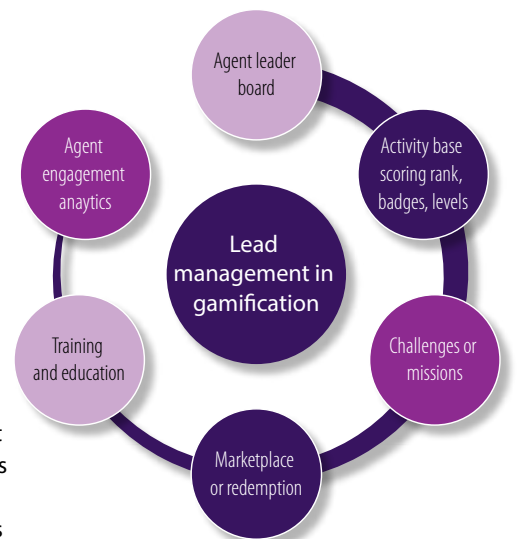 Agent leader
board
Activity base
scoring rank,
badges, levels
Challenges or
missions
Marketplace
or redemption
Training
and education
Agent
engagement
anaytics
Lead
management in
gamification